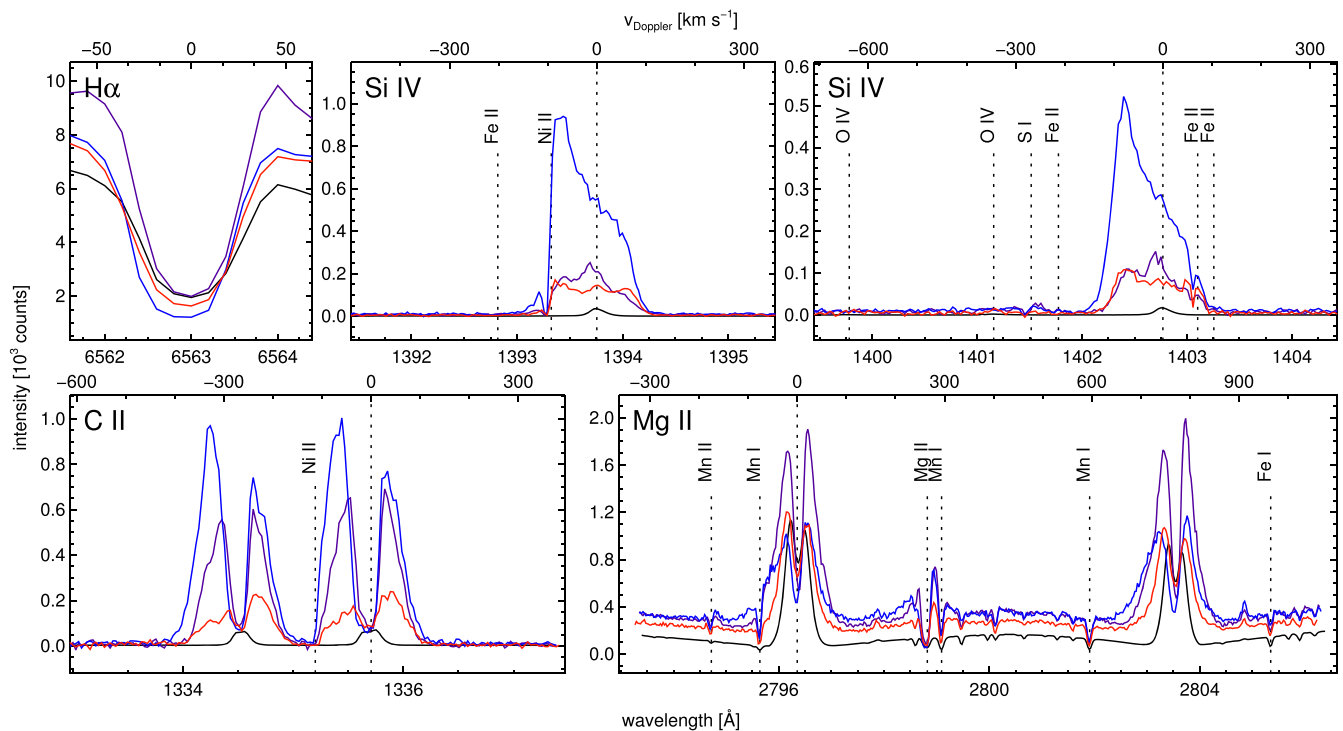 v_Doppler [km s⁻¹]
−50 0 50
−300 0 300
−600 −300 0 300
Hα
Si IV
Si IV
10
8
6
4
2
1.0
0.8
0.6
0.4
0.2
0.0
0.6
0.5
0.4
0.3
0.2
0.1
0.0
Fe II
Ni II
O IV
O IV
S I
Fe II
Fe II
Fe II
6562 6563 6564
1392 1393 1394 1395
1400 1401 1402 1403 1404
intensity [10³ counts]
−600 −300 0 300
−300 0 300 600 900
C II
Mg II
1.0
0.8
0.6
0.4
0.2
0.0
2.0
1.6
1.2
0.8
0.4
0.0
Ni II
Mn II
Mn I
Mg II
Mn I
Mn I
Fe I
1334 1336
2796 2800 2804
wavelength [Å]